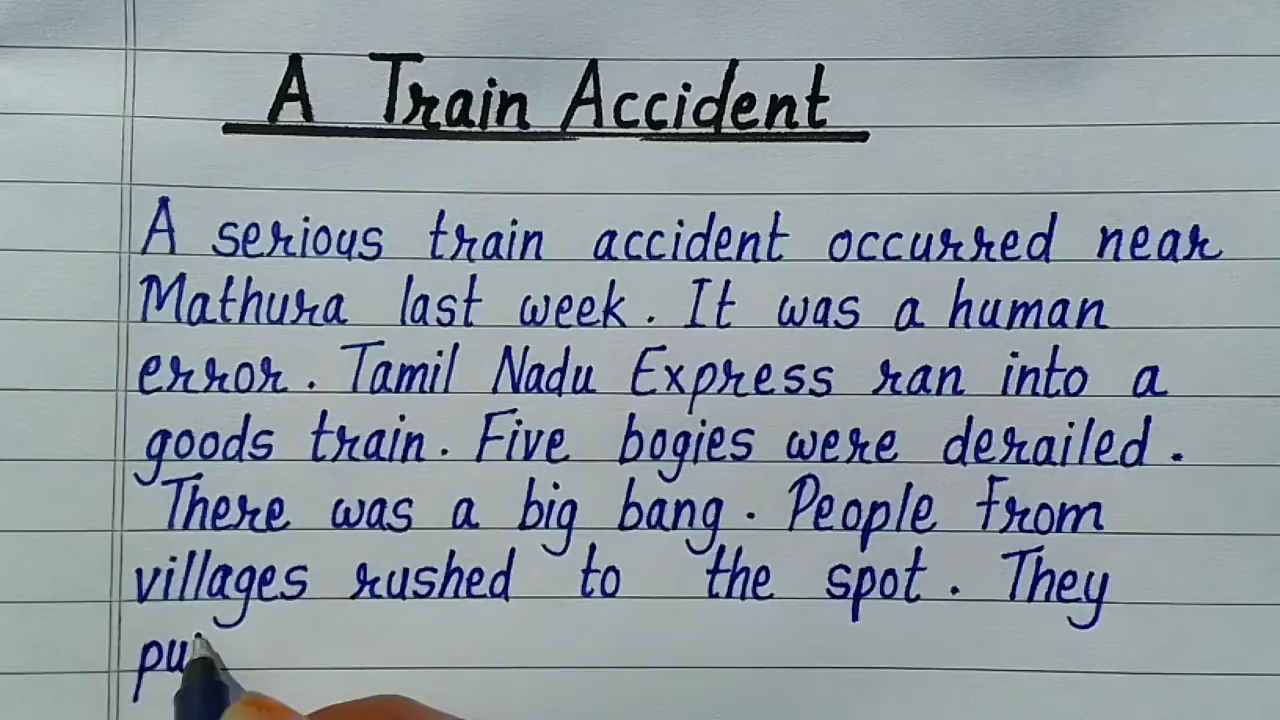 A Train Accident
A serious train accident occurred near
Mathura last week. It was a human
error. Tamil Nadu Express ran into a
goods train. Five bogies were derailed.
There was a big bang. People from
villages rushed to the spot. They
pu